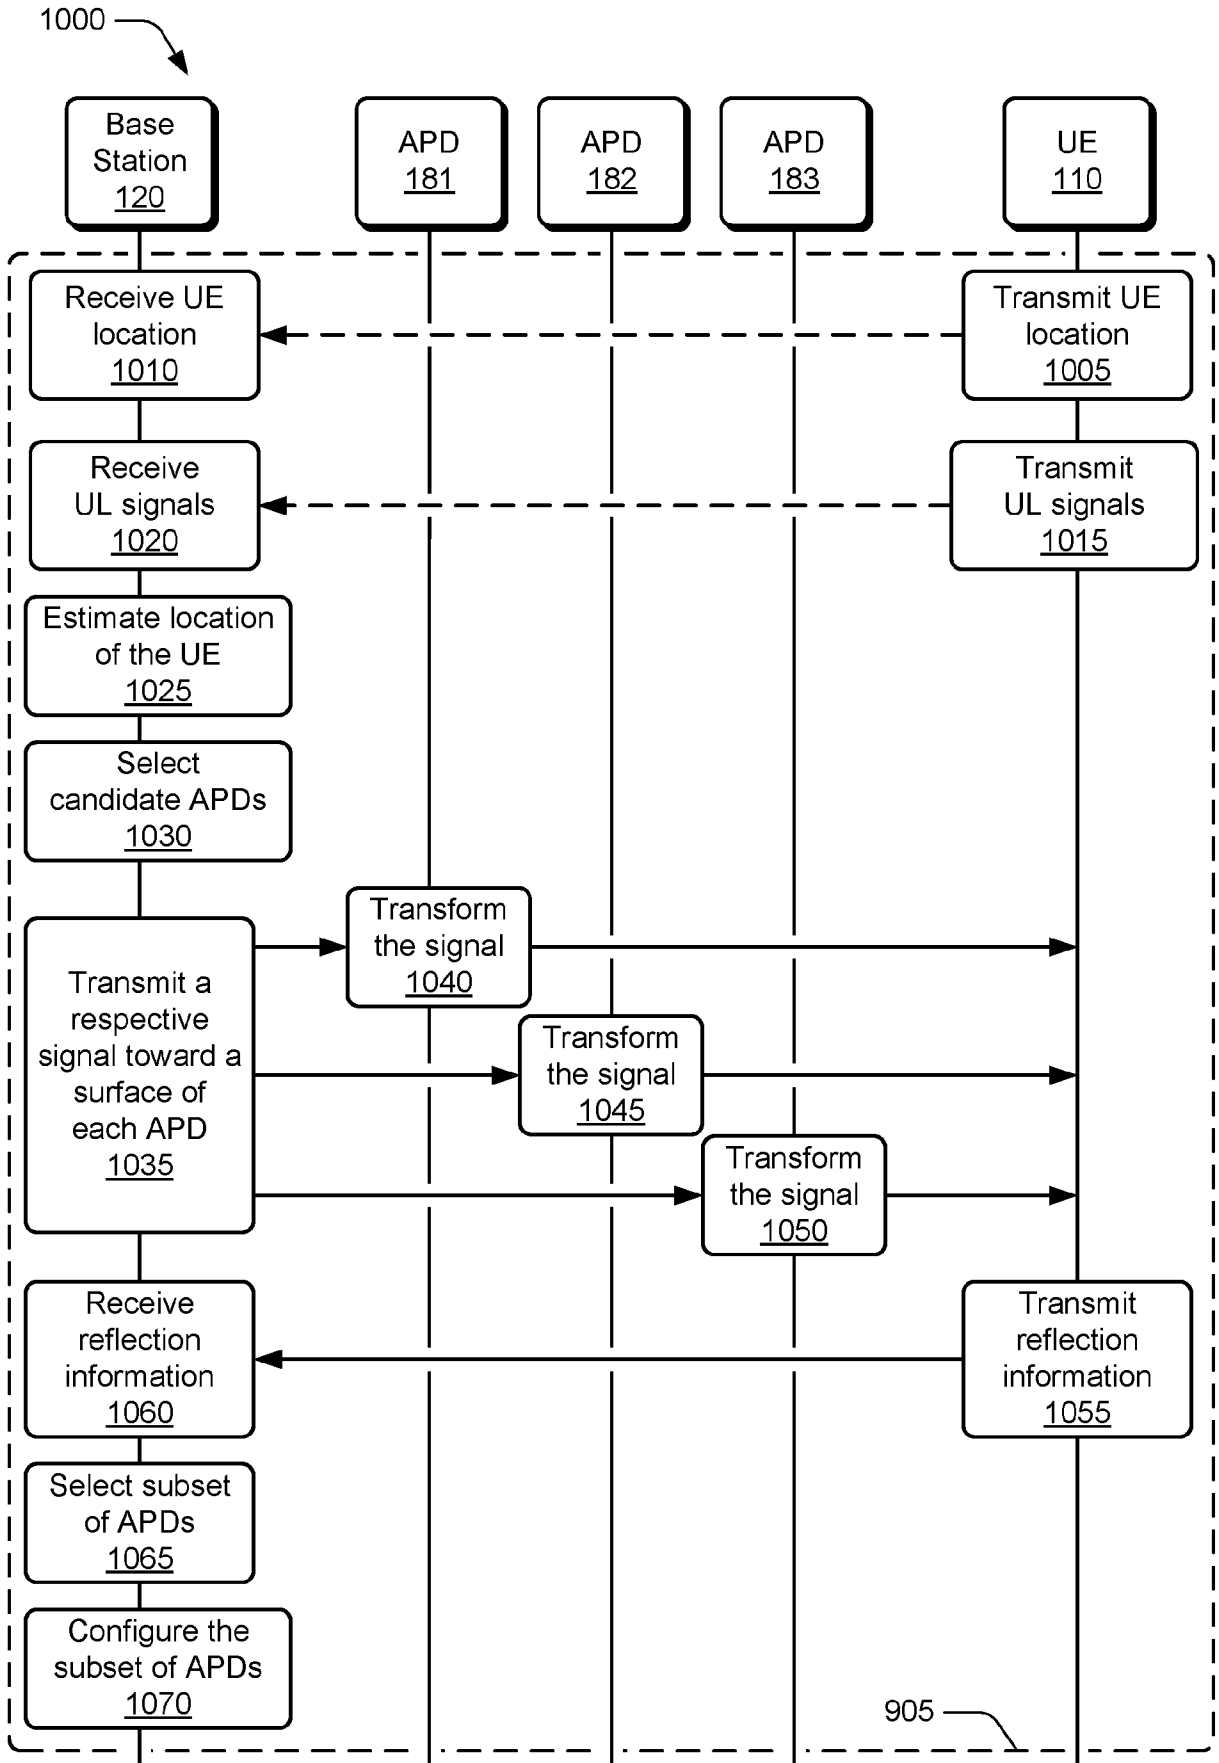 1000
Base
Station
120
APD
181
APD
182
APD
183
UE
110
Receive UE
location
1010
Transmit UE
location
1005
Receive
UL signals
1020
Transmit
UL signals
1015
Estimate location
of the UE
1025
Select
candidate APDs
1030
Transmit a
respective
signal toward a
surface of
each APD
1035
Transform
the signal
1040
Transform
the signal
1045
Transform
the signal
1050
Receive
reflection
information
1060
Transmit
reflection
information
1055
Select subset
of APDs
1065
Configure the
subset of APDs
1070
905